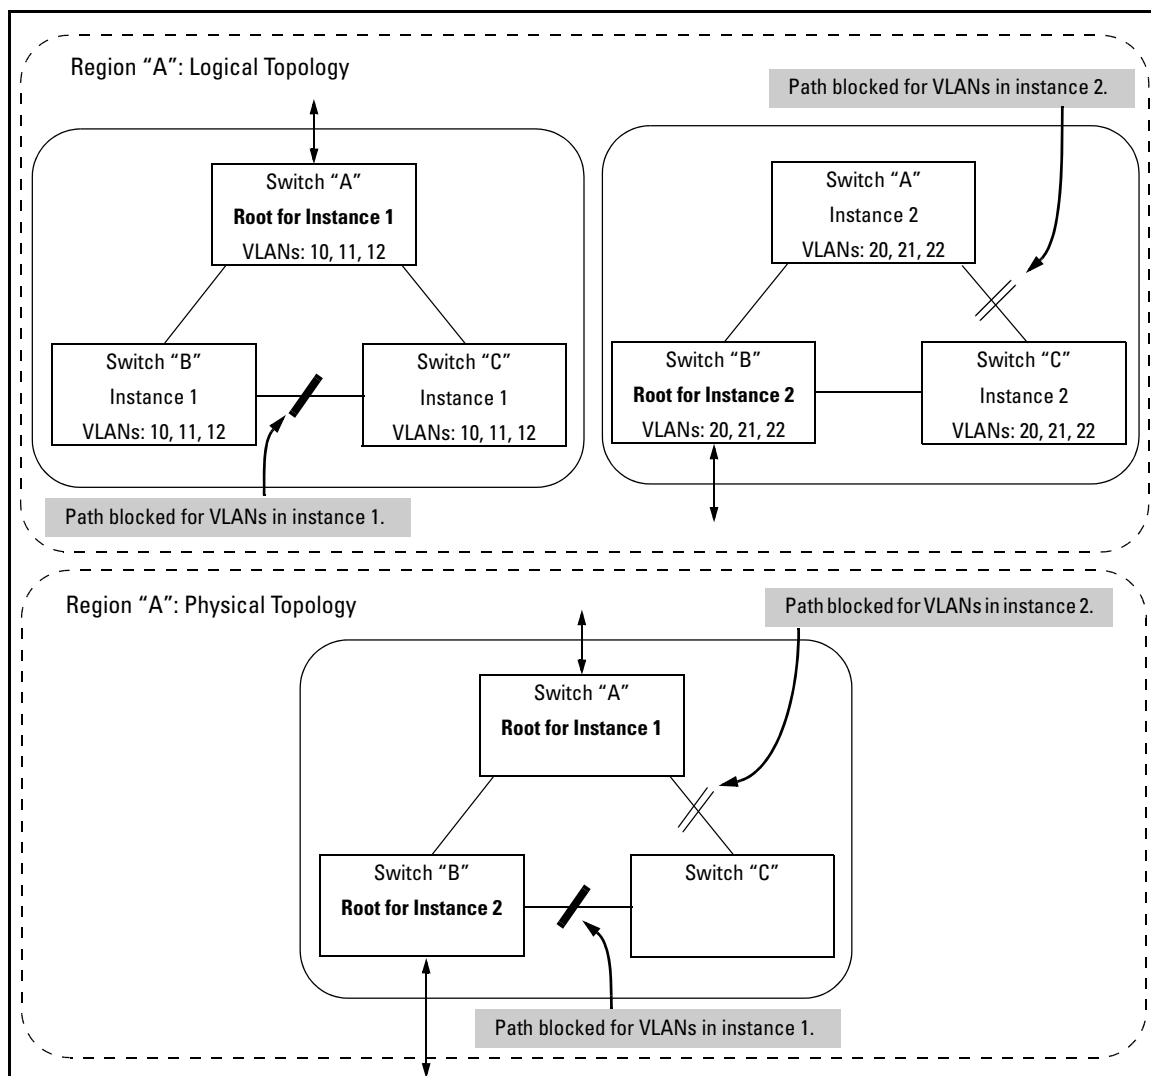 Region “A”: Logical Topology
Path blocked for VLANs in instance 2.
Switch “A”
Root for Instance 1
VLANs: 10, 11, 12
Switch “B”
Instance 1
VLANs: 10, 11, 12
Switch “C”
Instance 1
VLANs: 10, 11, 12
Path blocked for VLANs in instance 1.
Switch “A”
Instance 2
VLANs: 20, 21, 22
Switch “B”
Root for Instance 2
VLANs: 20, 21, 22
Switch “C”
Instance 2
VLANs: 20, 21, 22
Region “A”: Physical Topology
Path blocked for VLANs in instance 2.
Switch “A”
Root for Instance 1
Switch “B”
Root for Instance 2
Switch “C”
Path blocked for VLANs in instance 1.